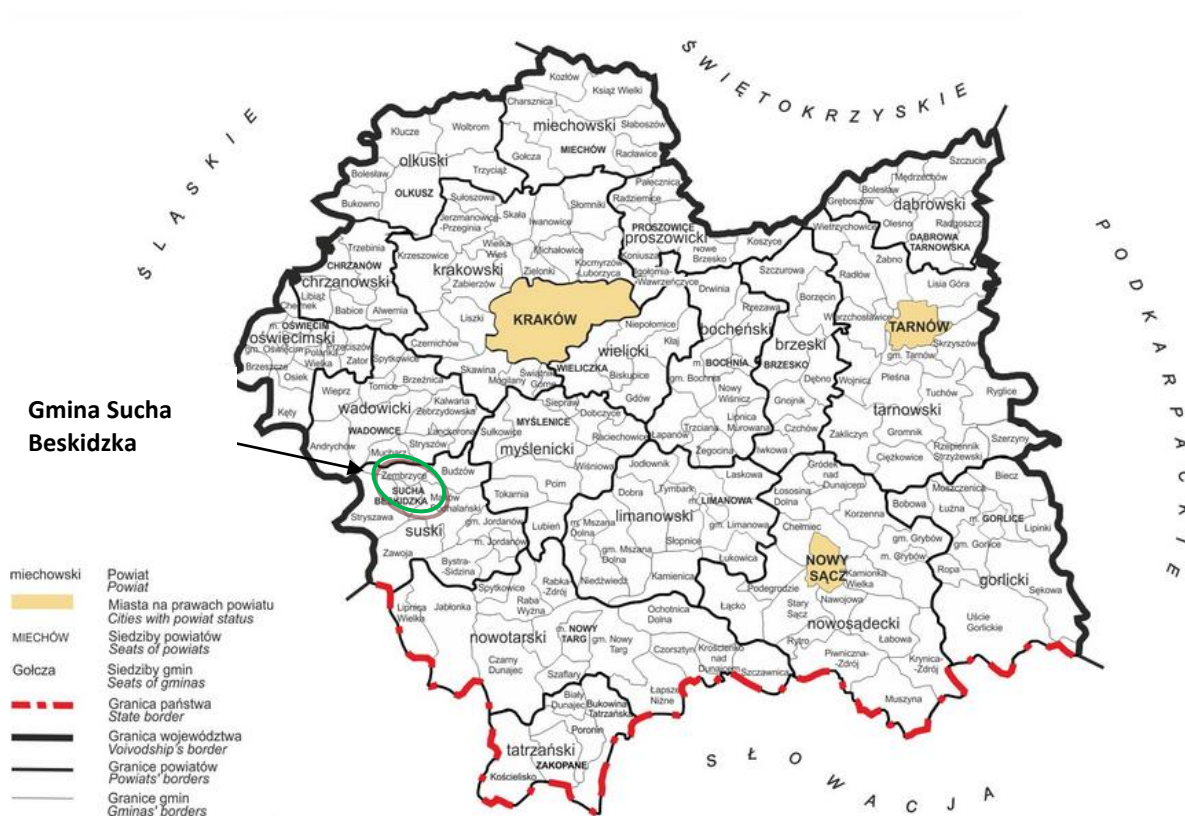 ŚWIĘTOKRZYSKIE
ŚLĄSKIE
PODKARPACKIE
SŁOWACJA
Kozłów
Książ Wielki
Charsznica
miechowski
Słaboszów
Gołcza
MIECHÓW
Racławice
Klucze
Wolbrom
olkuski
Trzyciąż
Bolesław
OLKUSZ
Bukowno
Sułoszowa
Skała
Słomniki
Jerzmanowice
-Przeginia
Iwanowice
Wielka
Wieś
Michałowice
Krzeszowice
krakowski
Zabierzów
Zielonki
Kocmyrzów
-Luborzyca
Liszki
Czernichów
Skawina
Mogilany
Świątniki
Górne
Igołomia
-Wawrzeńczyce
KRAKÓW
Pałecznica
Radziemice
PROSZOWICE
proszowicki
Koniusza
Nowe
Brzesko
Koszyce
Trzebinia
CHRZANÓW
chrzanowski
Libiąż
Babice
Alwernia
Chełmek
m. OŚWIĘCIM
oświęcimski
gm. Oświęcim
Polanka
Wielka
Przeciszów
Zator
Brzeszcze
Osiek
Kęty
Spytkowice
Tomice
Brzeźnica
Wieprz
wadowicki
Kalwaria
Zebrzydowska
WADOWICE
Lanckorona
Andrychów
Stryszów
Mucharz
Niepołomice
Kłaj
wielicki
WIELICZKA
Biskupice
Gdów
Drwinia
Rzezawa
bocheński
m. BOCHNIA
gm. Bochnia
Nowy
Wiśnicz
Lipnica
Murowana
Trzciana
Łapanów
Żegocina
Szczurowa
Borzęcin
brzeski
BRZESKO
Dębno
Gnojnik
Czchów
Iwkowa
Szczucin
Mędrzechów
Bolesław
Gręboszów
dąbrowski
Olesno
Radgoszcz
DĄBROWA
TARNOWSKA
Wietrzychowice
Żabno
Radłów
Lisia Góra
Wierzchosławice
TARNÓW
Skrzyszów
gm. Tarnów
Wojnicz
Pleśna
Tuchów
Ryglice
tarnowski
Zakliczyn
Gromnik
Szerzyny
Rzepiennik
Strzyżewski
Ciężkowice
Siepraw
MYŚLENICE
Dobczyce
Sułkowice
Raciechowice
myślenicki
Wiśniowa
Pcim
Tokarnia
Lubień
Gmina Sucha
Beskidzka
Zembrzyce
Budzów
SUCHA
BESKIDZKA
Maków
Podhalański
Stryszawa
suski
gm. Jordanów
m. Jordanów
Zawoja
Bystra-
Sidzina
Jodłownik
Laskowa
Dobra
Tymbark
m. LIMANOWA
limanowski
m. Mszana
Dolna
gm. Limanowa
Słopnice
gm. Mszana
Dolna
Łukowica
Niedźwiedź
Kamienica
Gródek nad
Dunajcem
Łososina
Dolna
Korzenna
Chełmiec
NOWY
SĄCZ
Kamionka
Wielka
Podegrodzie
Nawojowa
Łącko
Stary
Sącz
nowosądecki
Łabowa
Rytro
Piwniczna-
Zdrój
Krynica-
Zdrój
Muszyna
gm. Grybów
m. Grybów
Biecz
Moszczenica
Bobowa
Łużna
m. GORLICE
Lipinki
gm. Gorlice
Ropa
gorlicki
Sękowa
Uście
Gorlickie
Spytkowice
Rabka-
Zdrój
Raba
Wyżna
Lipnica
Wielka
Jabłonka
nowotarski
m. NOWY
TARG
gm. Nowy
Targ
Ochotnica
Dolna
Czorsztyn
Krościenko
nad
Dunajcem
Szczawnica
Czarny
Dunajec
Szaflary
Łapsze
Niżne
Biały
Dunajec
Bukowina
Tatrzańska
Poronin
tatrzański
ZAKOPANE
Kościelisko
miechowski
Powiat
Powiat
Miasta na prawach powiatu
Cities with powiat status
MIECHÓW
Siedziby powiatów
Seats of powiats
Gołcza
Siedziby gmin
Seats of gminas
Granica państwa
State border
Granica województwa
Voivodship's border
Granice powiatów
Powiats' borders
Granice gmin
Gminas' borders